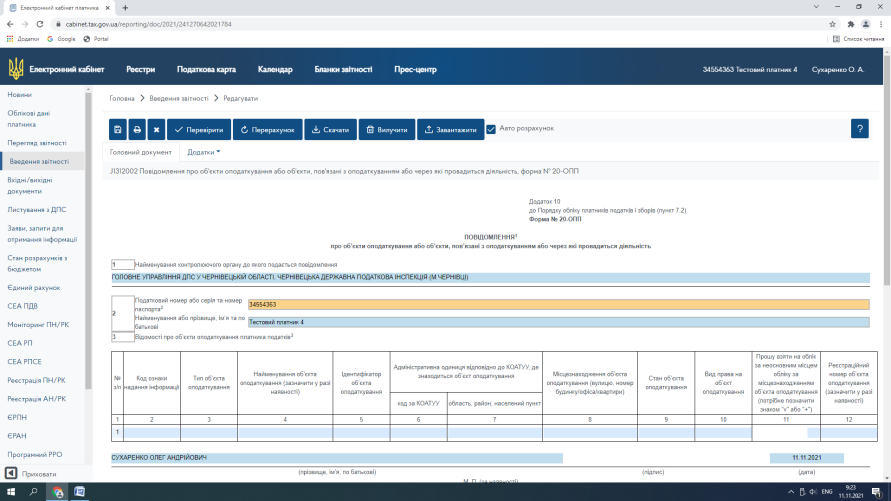 Електронний кабінет платника
cabinet.tax.gov.ua/reporting/doc/2021/241270642021784
Додатки Google Portal Список читання
Електронний кабінет Реєстри Податкова карта Календар Бланки звітності Прес-центр 34554363 Тестовий платник 4 Сухаренко О. А.
Новини
Облікові дані
платника
Перегляд звітності
Введення звітності
Вхідні/вихідні
документи
Листування з ДПС
Заяви, запити для
отримання інформації
Стан розрахунків з
бюджетом
Єдиний рахунок
СЕА ПДВ
Моніторинг ПН/РК
СЕА РП
СЕА РПСЕ
Реєстрація ПН/РК
Реєстрація АН/РК
ЄРПН
ЄРАН
Програмний РРО
Приховати
Головна > Введення звітності > Редагувати
Перевірити Перерахунок Скачати Вилучити Завантажити Авто розрахунок ?
Головний документ Додатки
J1312002 Повідомлення про об'єкти оподаткування або об'єкти, пов'язані з оподаткуванням або через які провадиться діяльність, форма N° 20-ОПП
Додаток 10
до Порядку обліку платників податків і зборів (пункт 7.2)
Форма № 20-ОПП
ПОВІДОМЛЕННЯ¹
про об'єкти оподаткування або об'єкти, пов'язані з оподаткуванням або через які провадиться діяльність
1 Найменування контролюючого органу до якого подається повідомлення
ГОЛОВНЕ УПРАВЛІННЯ ДПС У ЧЕРНІВЕЦЬКІЙ ОБЛАСТІ, ЧЕРНІВЕЦЬКА ДЕРЖАВНА ПОДАТКОВА ІНСПЕКЦІЯ (М.ЧЕРНІВЦІ)
2
Податковий номер або серія та номер
паспорта²
34554363
Найменування або прізвище, ім'я та по
батькові
Тестовий платник 4
3 Відомості про об'єкти оподаткування платника податків³
№
з/п
Код ознаки
надання інформації
Тип об'єкта
оподаткування
Найменування об'єкта
оподаткування (зазначити у разі
наявності)
Ідентифікатор
об'єкта
оподаткування
Адміністративна одиниця відповідно до КОАТУУ, де
знаходиться об'єкт оподаткування
код за КОАТУУ
область, район, населений пункт
Місцезнаходження об'єкта
оподаткування (вулицю, номер
будинку/офіса/квартири)
Стан об'єкта
оподаткування
Вид права на
об'єкт
оподаткування
Прошу взяти на облік
за неосновним місцем
обліку за
місцезнаходженням
об'єкта оподаткування
(потрібне позначити
знаком "v" або "+")
Реєстраційний
номер об'єкта
оподаткування
(зазначити у разі
наявності)
1 2 3 4 5 6 7 8 9 10 11 12
1
СУХАРЕНКО ОЛЕГ АНДРІЙОВИЧ 11.11.2021
(прізвище, ім'я, по батькові) (підпис) (дата)
М. П. (за наявності)
ENG
9:23
11.11.2021